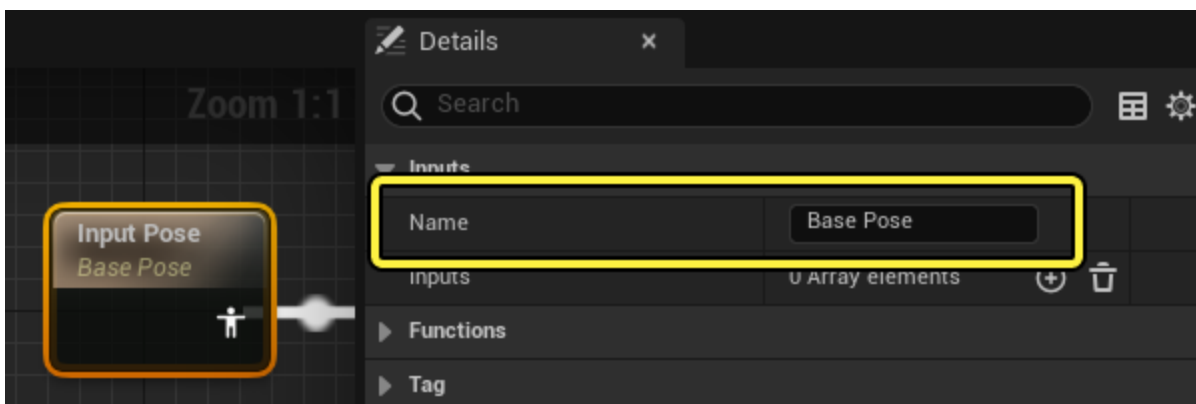 Details
Zoom 1:1
Search
Inputs
Name
Base Pose
Input Pose
Base Pose
Inputs
0 Array elements
Functions
Tag